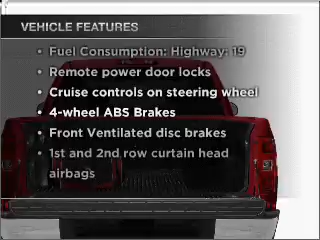 VEHICLE FEATURES
• Fuel Consumption: Highway: 19
• Remote power door locks
• Cruise controls on steering wheel
• 4-wheel ABS Brakes
• Front Ventilated disc brakes
• 1st and 2nd row curtain head
airbags